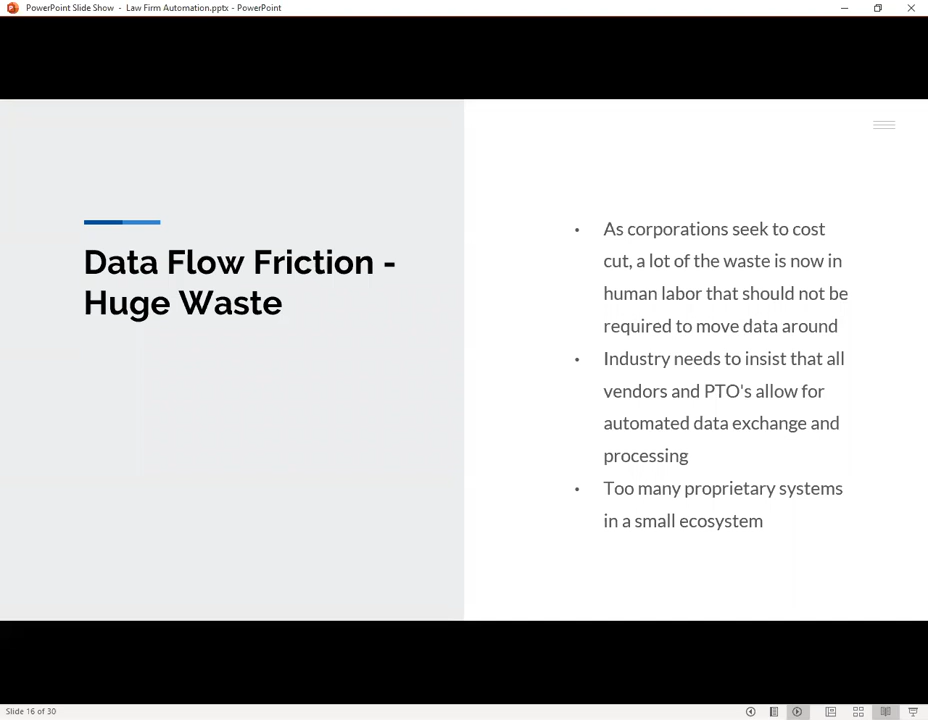 PowerPoint Slide Show - Law Firm Automation.pptx - PowerPoint
Data Flow Friction -
Huge Waste
• As corporations seek to cost
cut, a lot of the waste is now in
human labor that should not be
required to move data around
• Industry needs to insist that all
vendors and PTO's allow for
automated data exchange and
processing
• Too many proprietary systems
in a small ecosystem
Slide 16 of 30